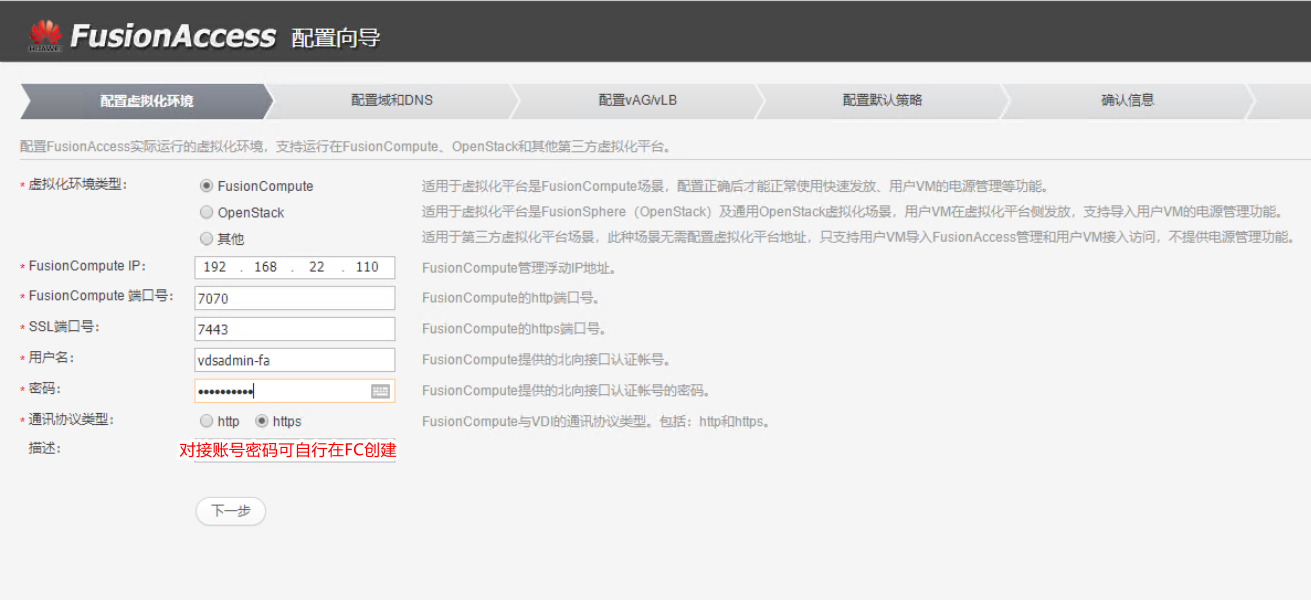 HUAWEI FusionAccess 配置向导
配置虚拟化环境 配置域和DNS 配置vAG/vLB 配置默认策略 确认信息
配置FusionAccess实际运行的虚拟化环境，支持运行在FusionCompute、OpenStack和其他第三方虚拟化平台。
* 虚拟化环境类型: FusionCompute 适用于虚拟化平台是FusionCompute场景，配置正确后才能正常使用快速发放、用户VM的电源管理等功能。
OpenStack 适用于虚拟化平台是FusionSphere（OpenStack）及通用OpenStack虚拟化场景，用户VM在虚拟化平台侧发放，支持导入用户VM的电源管理功能。
其他 适用于第三方虚拟化平台场景，此种场景无需配置虚拟化平台地址，只支持用户VM导入FusionAccess管理和用户VM接入访问，不提供电源管理功能。
* FusionCompute IP: 192 . 168 . 22 . 110 FusionCompute管理浮动IP地址。
* FusionCompute 端口号: 7070 FusionCompute的http端口号。
* SSL端口号: 7443 FusionCompute的https端口号。
* 用户名: vdsadmin-fa FusionCompute提供的北向接口认证帐号。
* 密码: •••••••••• FusionCompute提供的北向接口认证帐号的密码。
* 通讯协议类型: http https FusionCompute与VDI的通讯协议类型。包括：http和https。
描述: 对接账号密码可自行在FC创建
下一步